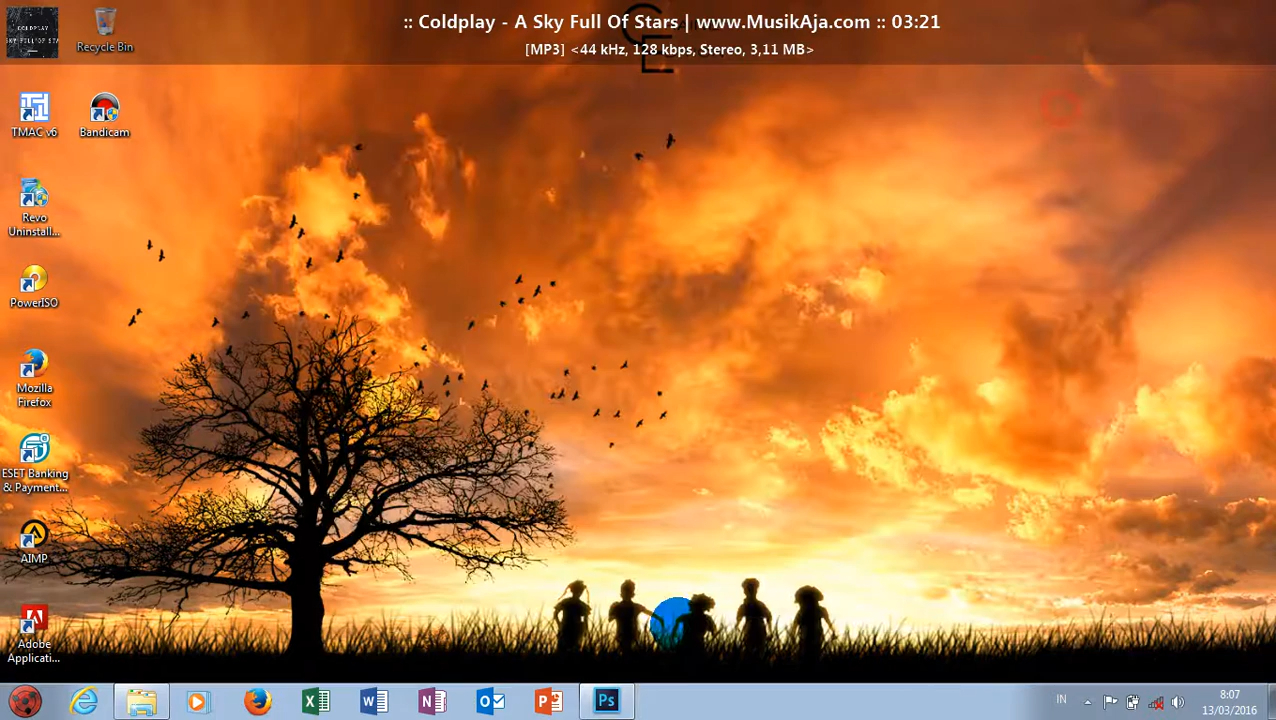 :: Coldplay - A Sky Full Of Stars | www.MusikAja.com :: 03:21
[MP3] <44 kHz, 128 kbps, Stereo, 3,11 MB>
COLDPLAY
Recycle Bin
TMAC v6
Bandicam
Revo
Uninstall...
PowerISO
Mozilla
Firefox
ESET Banking
& Payment...
AIMP
Adobe
Applicati...
Ps
IN
8:07
13/03/2016